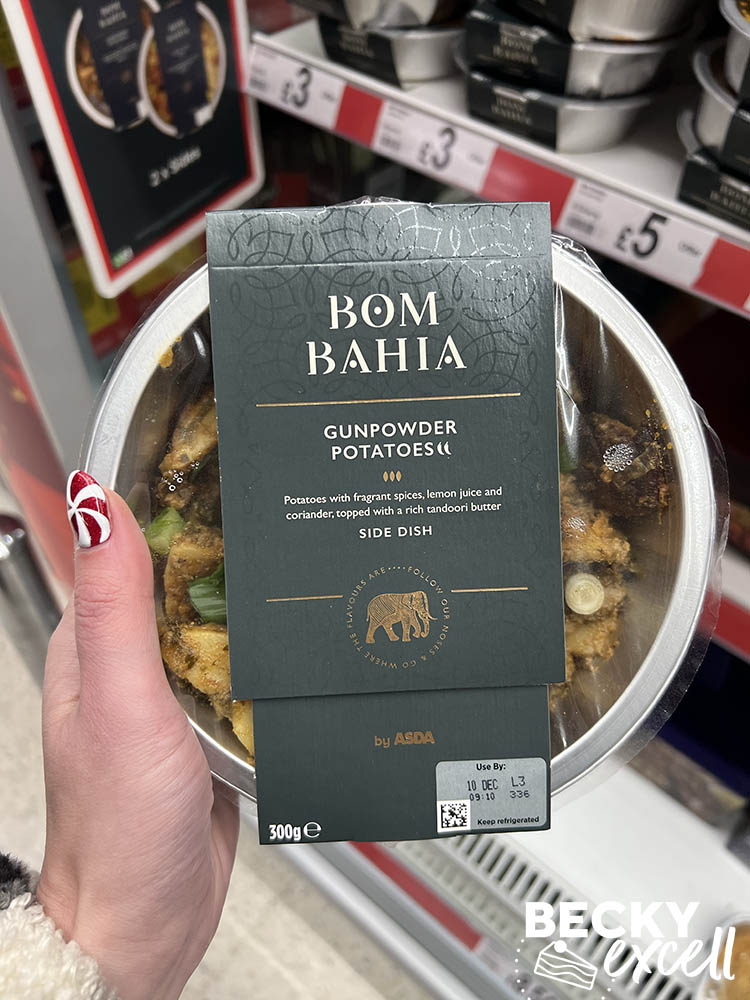 2 x Sides
£3
£3
£5
BOM
BAHIA
GUNPOWDER
POTATOES
Potatoes with fragrant spices, lemon juice and
coriander, topped with a rich tandoori butter
SIDE DISH
FLAVOURS ARE .... FOLLOW OUR NOSES & GO WHERE THE
by ASDA
Use By:
10 DEC L3
09:10 336
Keep refrigerated
300g ℮
BECKY
excell